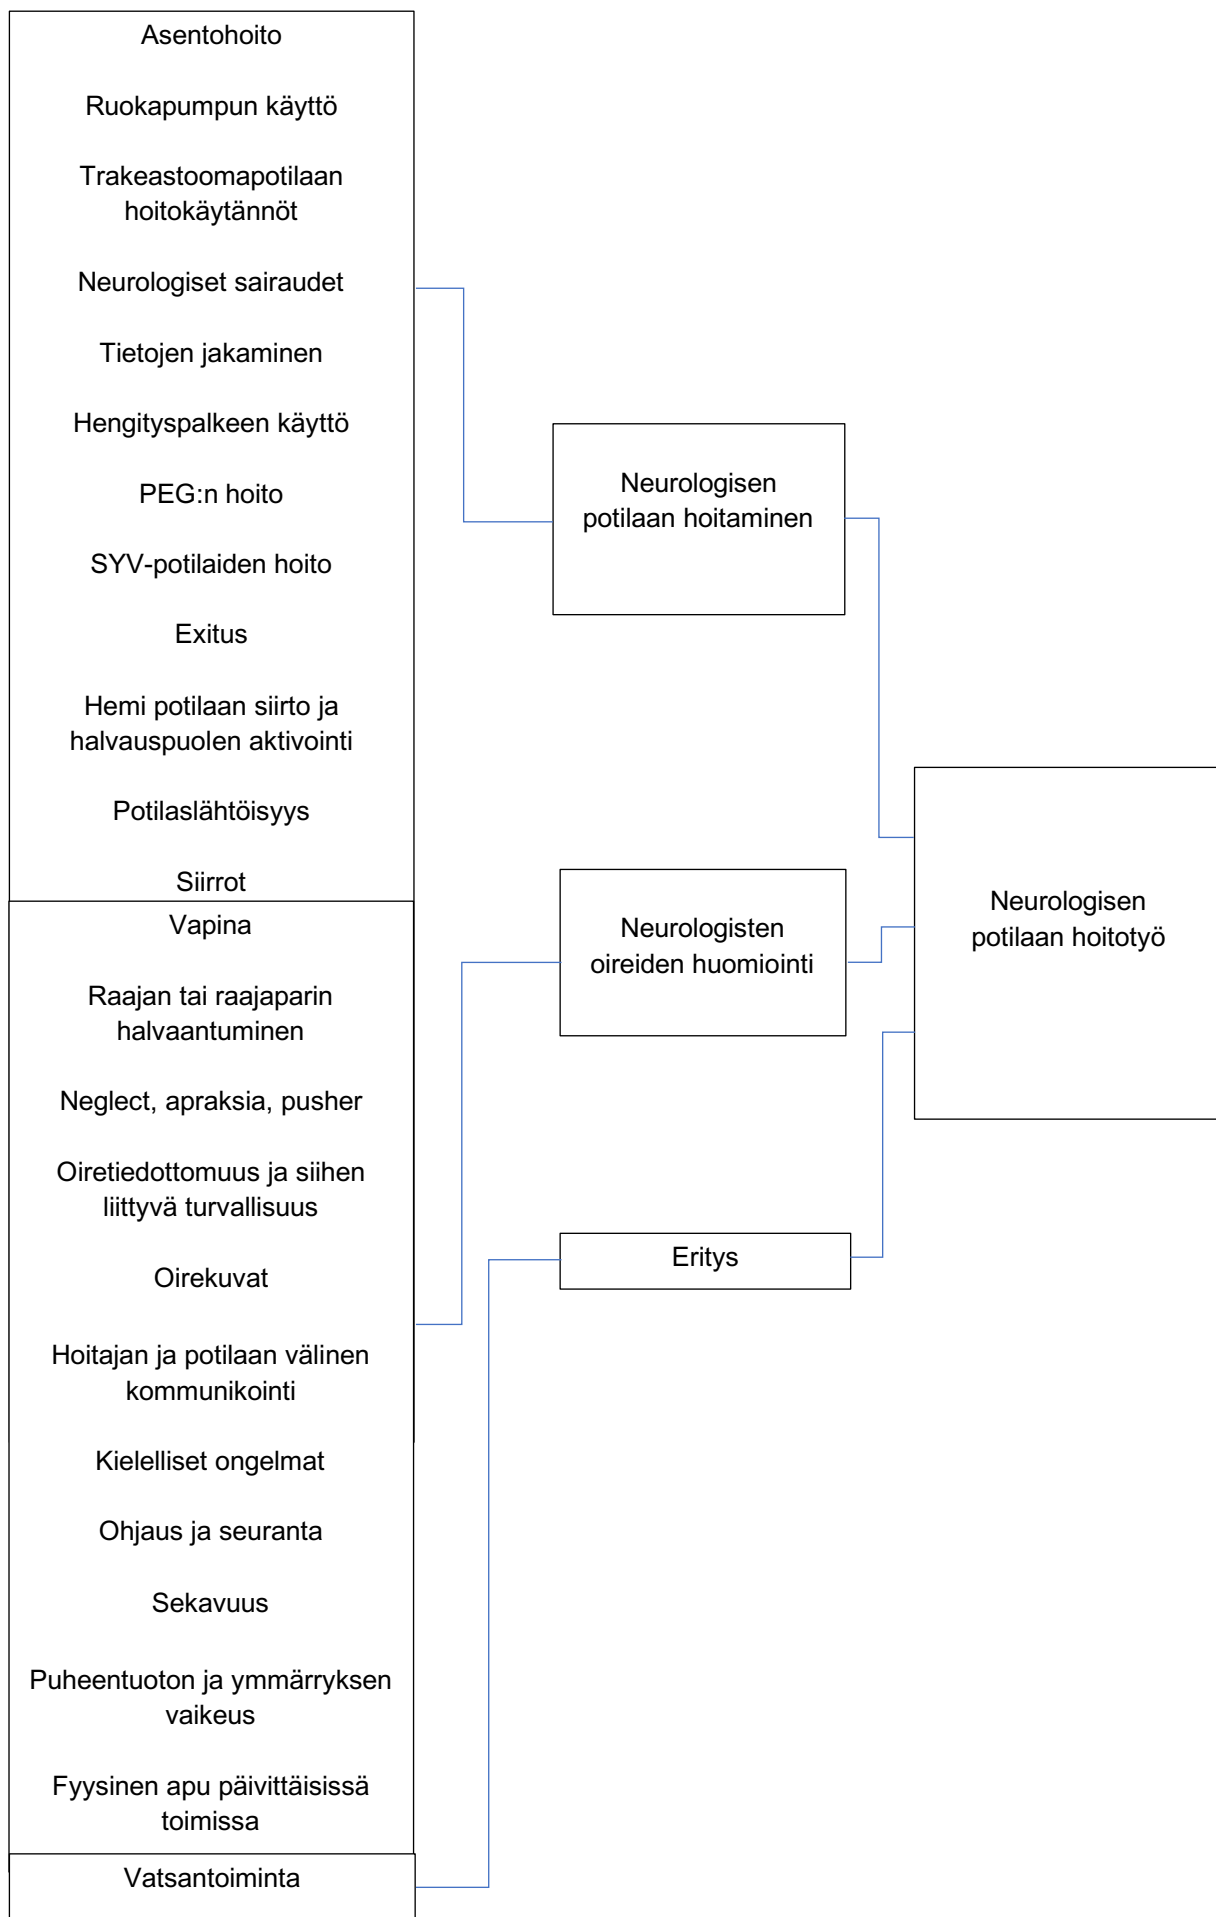 Asentohoito
Ruokapumpun käyttö
Trakeastoomapotilaan
hoitokäytännöt
Neurologiset sairaudet
Tietojen jakaminen
Hengityspalkeen käyttö
PEG:n hoito
SYV-potilaiden hoito
Exitus
Hemi potilaan siirto ja
halvauspuolen aktivointi
Potilaslähtöisyys
Siirrot
Vapina
Raajan tai raajaparin
halvaantuminen
Neglect, apraksia, pusher
Oiretiedottomuus ja siihen
liittyvä turvallisuus
Oirekuvat
Hoitajan ja potilaan välinen
kommunikointi
Kielelliset ongelmat
Ohjaus ja seuranta
Sekavuus
Puheentuoton ja ymmärryksen
vaikeus
Fyysinen apu päivittäisissä
toimissa
Vatsantoiminta
Neurologisen
potilaan hoitaminen
Neurologisten
oireiden huomiointi
Eritys
Neurologisen
potilaan hoitotyö